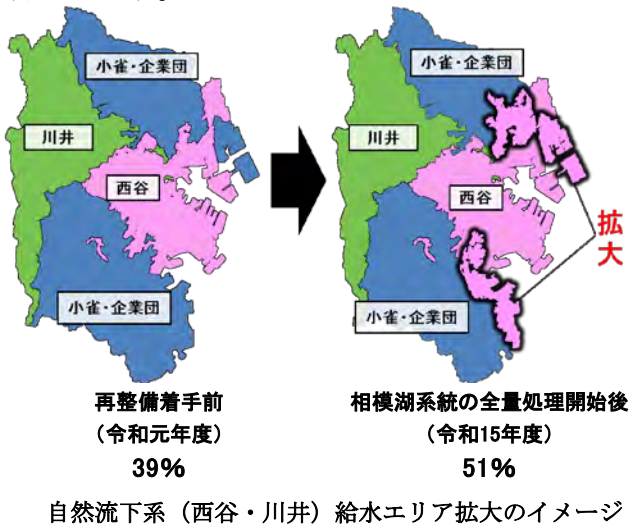 小雀・企業団
川井
西谷
小雀・企業団
再整備着手前
（令和元年度）
39%
小雀・企業団
川井
西谷
拡大
小雀・企業団
相模湖系統の全量処理開始後
（令和15年度）
51%
自然流下系（西谷・川井）給水エリア拡大のイメージ